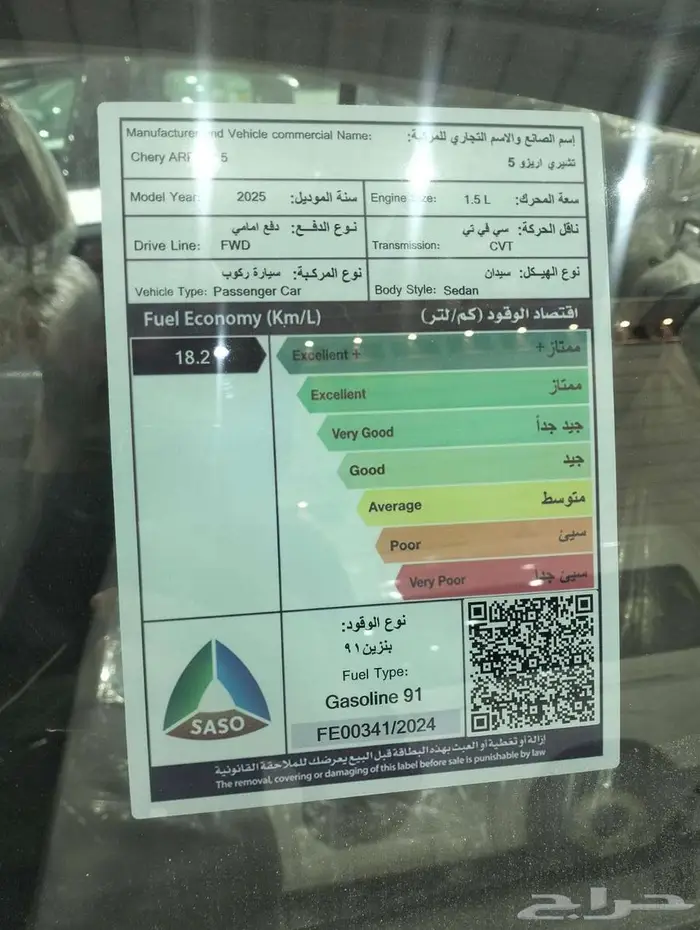 Manufacturer and Vehicle commercial Name: إسم الصانع والاسم التجاري للمركبة:
Chery 5 تشيري اريزو 5
Model Year: 2025 سنة الموديل:
Engine Size: 1.5 L سعة المحرك:
نوع الدفـع: دفع امامي
Drive Line: FWD
ناقل الحركة: سي في تي
Transmission: CVT
نوع المركبة: سيارة ركوب
Vehicle Type: Passenger Car
نوع الهيـكل: سيدان
Body Style: Sedan
Fuel Economy (Km/L) اقتصاد الوقود (كم/لتر)
18.2
Excellent + ممتاز +
Excellent ممتاز
Very Good جيد جداً
Good جيد
Average متوسط
Poor سيئ
Very Poor سيئ جداً
نوع الوقود:
بنزين ٩١
Fuel Type:
Gasoline 91
FE00341/2024
SASO
ازالة أو تغطية أو العبث بهذه البطاقة قبل البيع يعرضك للملاحقة القانونية
The removal, covering or damaging of this label before sale is punishable by law
حراج